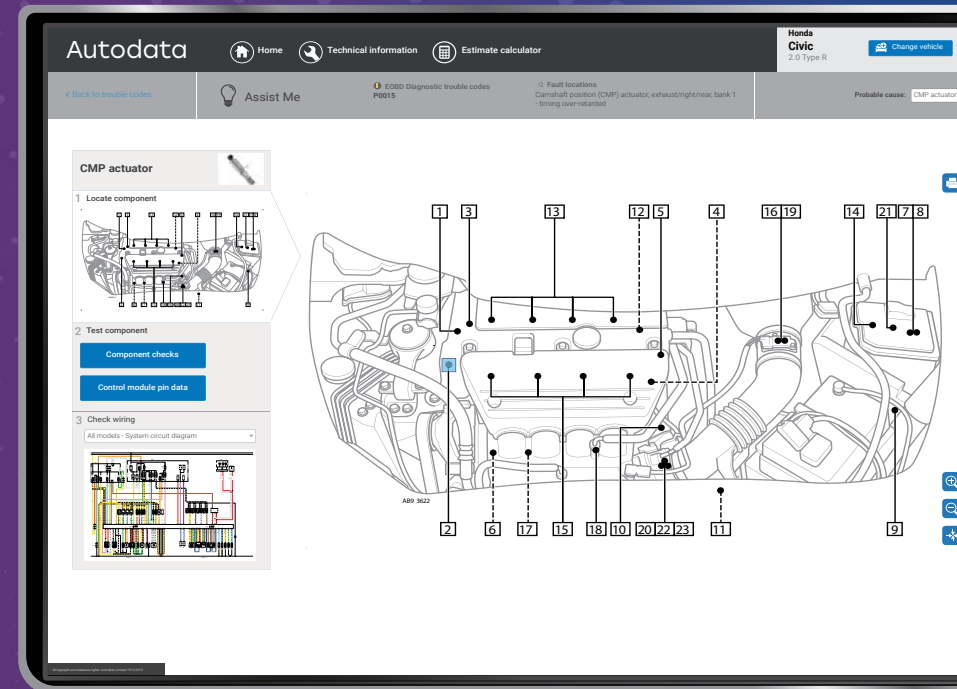 Autodata
Home
Technical information
Estimate calculator
Honda
Civic
2.0 Type R
Change vehicle
< Back to trouble codes
Assist Me
EOBD Diagnostic trouble codes
P0015
Fault locations
Camshaft position (CMP) actuator, exhaust/right/rear, bank 1
- timing over-retarded
Probable cause:
CMP actuator
CMP actuator
1 Locate component
2 Test component
Component checks
Control module pin data
3 Check wiring
All models - System circuit diagram
1 3 13 12 5 4 16 19 14 21 7 8
AB9 3622
2 6 17 15 18 10 20 22 23 11 9